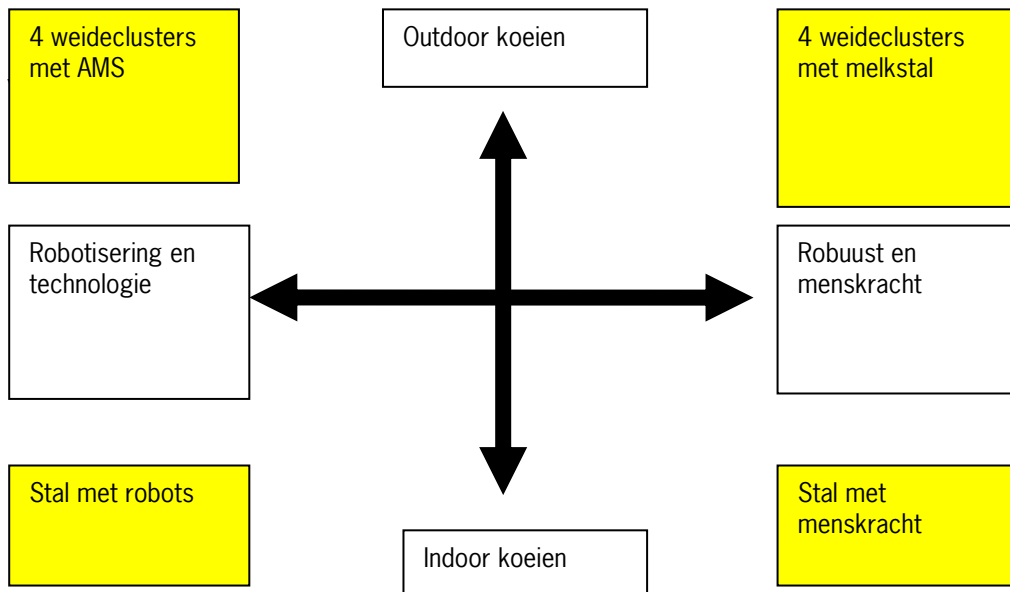 4 weideclusters
met AMS
Outdoor koeien
4 weideclusters
met melkstal
Robotisering en
technologie
Robuust en
menskracht
Stal met robots
Indoor koeien
Stal met
menskracht